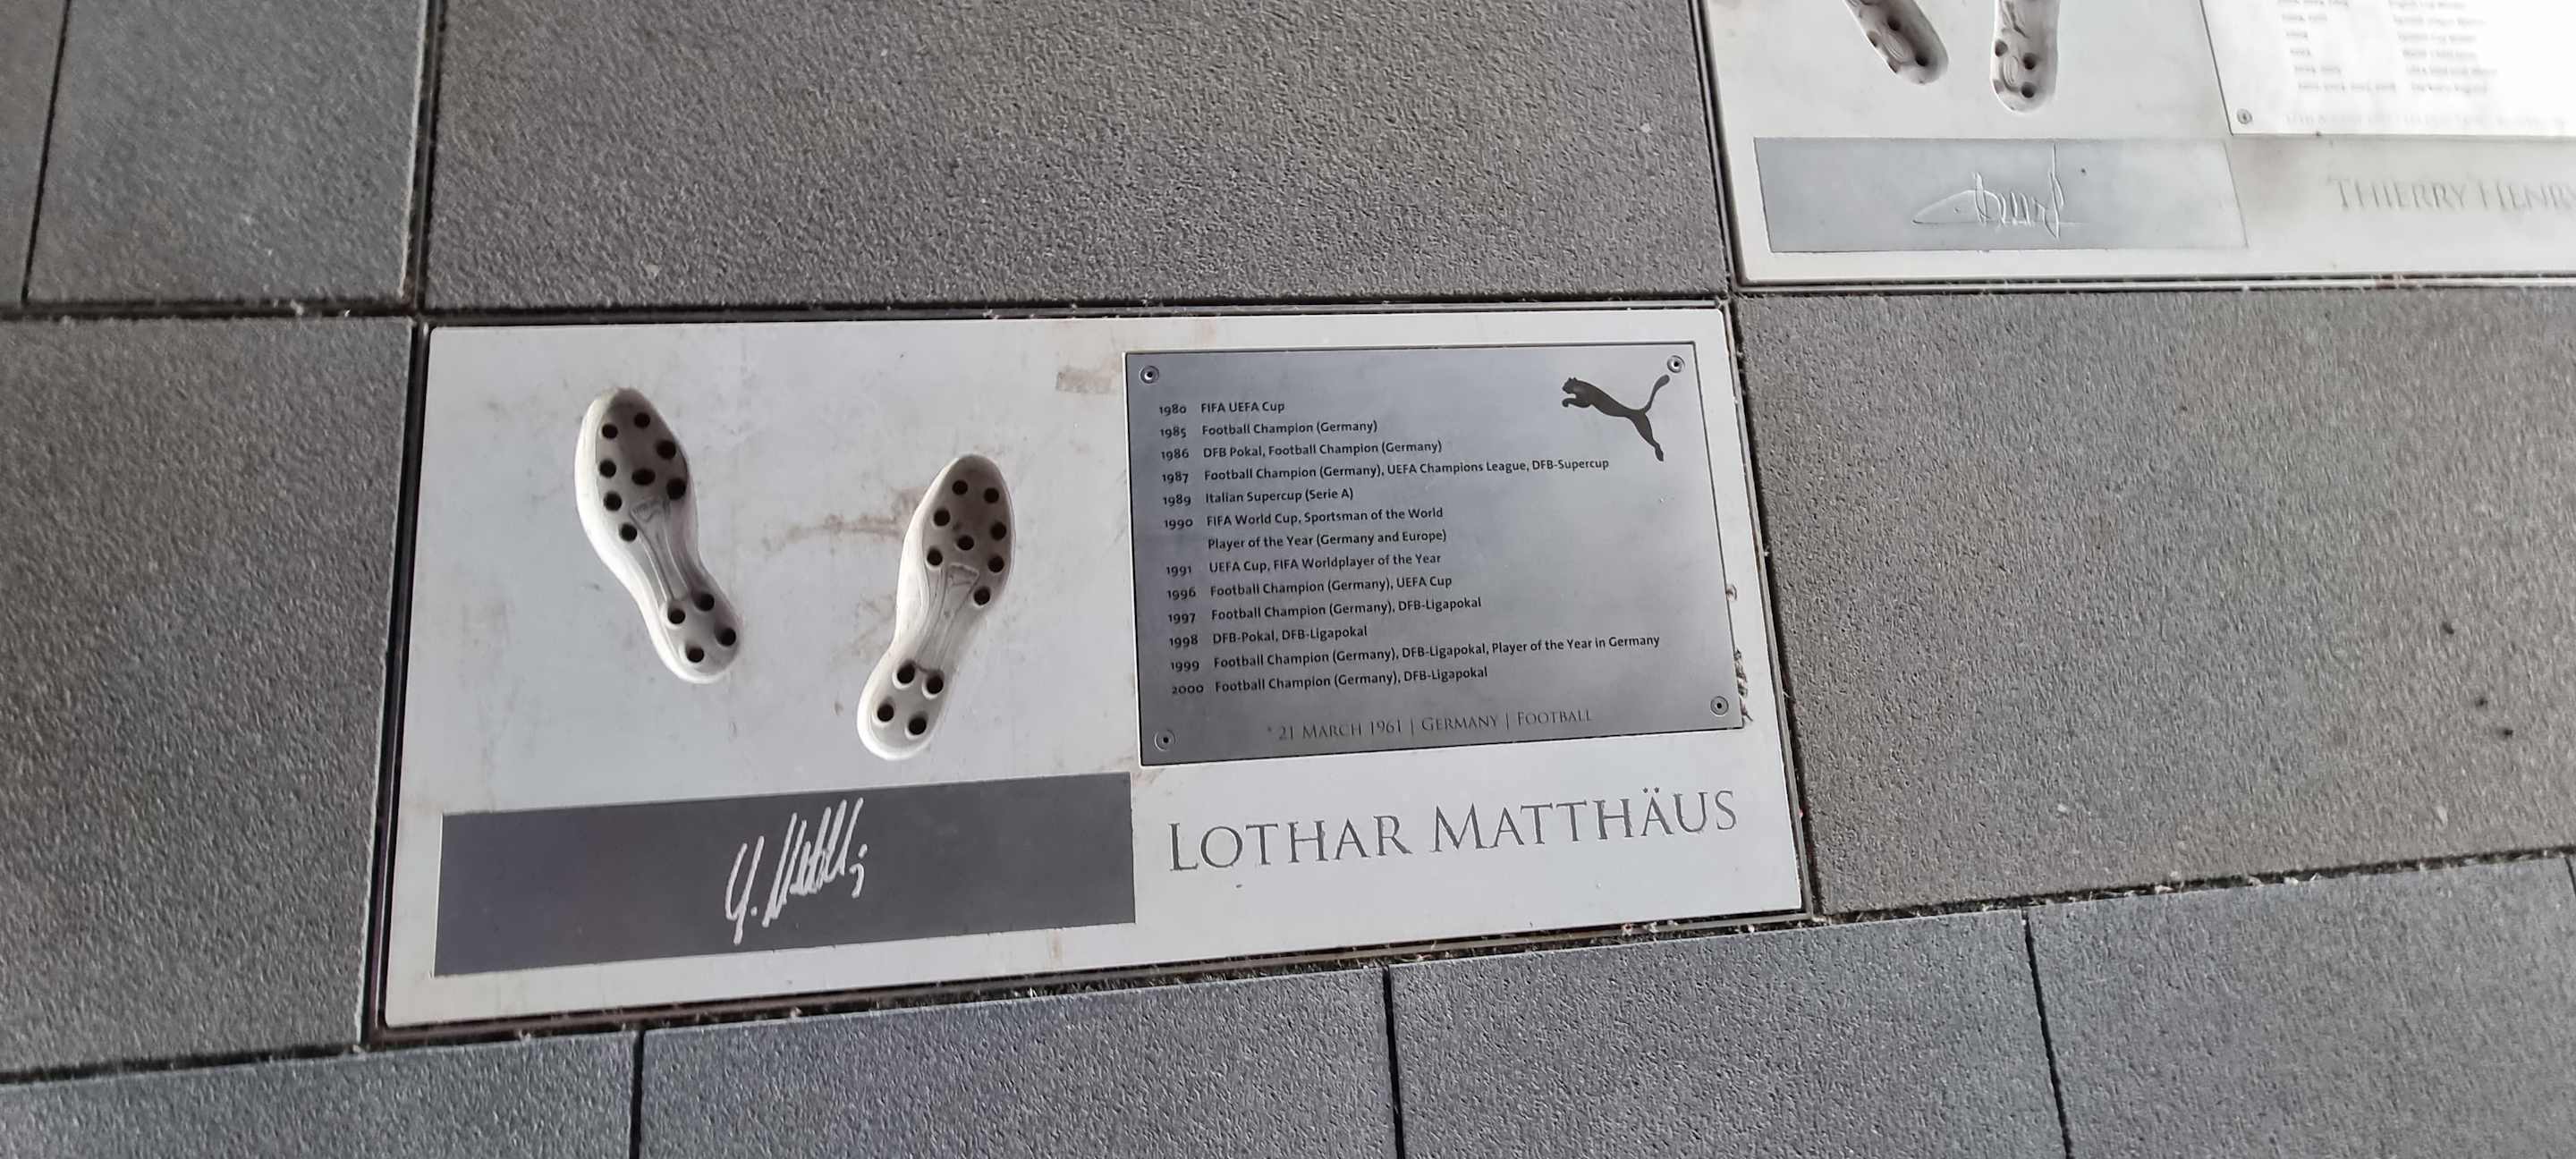 THIERRY HENR
1980 FIFA UEFA Cup
1985 Football Champion (Germany)
1986 DFB Pokal, Football Champion (Germany)
1987 Football Champion (Germany), UEFA Champions League, DFB-Supercup
1989 Italian Supercup (Serie A)
1990 FIFA World Cup, Sportsman of the World
Player of the Year (Germany and Europe)
1991 UEFA Cup, FIFA Worldplayer of the Year
1996 Football Champion (Germany), UEFA Cup
1997 Football Champion (Germany), DFB-Ligapokal
1998 DFB-Pokal, DFB-Ligapokal
1999 Football Champion (Germany), DFB-Ligapokal, Player of the Year in Germany
2000 Football Champion (Germany), DFB-Ligapokal
* 21 MARCH 1961 | GERMANY | FOOTBALL
LOTHAR MATTHÄUS